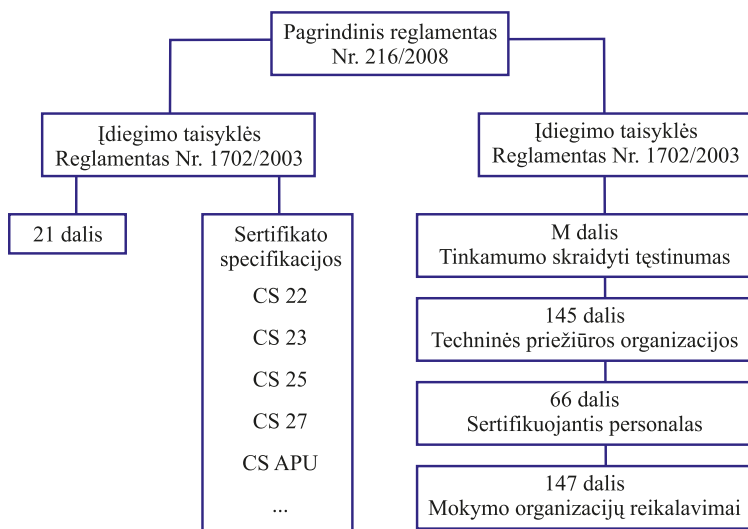 Pagrindinis reglamentas
Nr. 216/2008
Įdiegimo taisyklės
Reglamentas Nr. 1702/2003
21 dalis
Sertifikato
specifikacijos
CS 22
CS 23
CS 25
CS 27
CS APU
...
Įdiegimo taisyklės
Reglamentas Nr. 1702/2003
M dalis
Tinkamumo skraidyti tęstinumas
145 dalis
Techninės priežiūros organizacijos
66 dalis
Sertifikuojantis personalas
147 dalis
Mokymo organizacijų reikalavimai